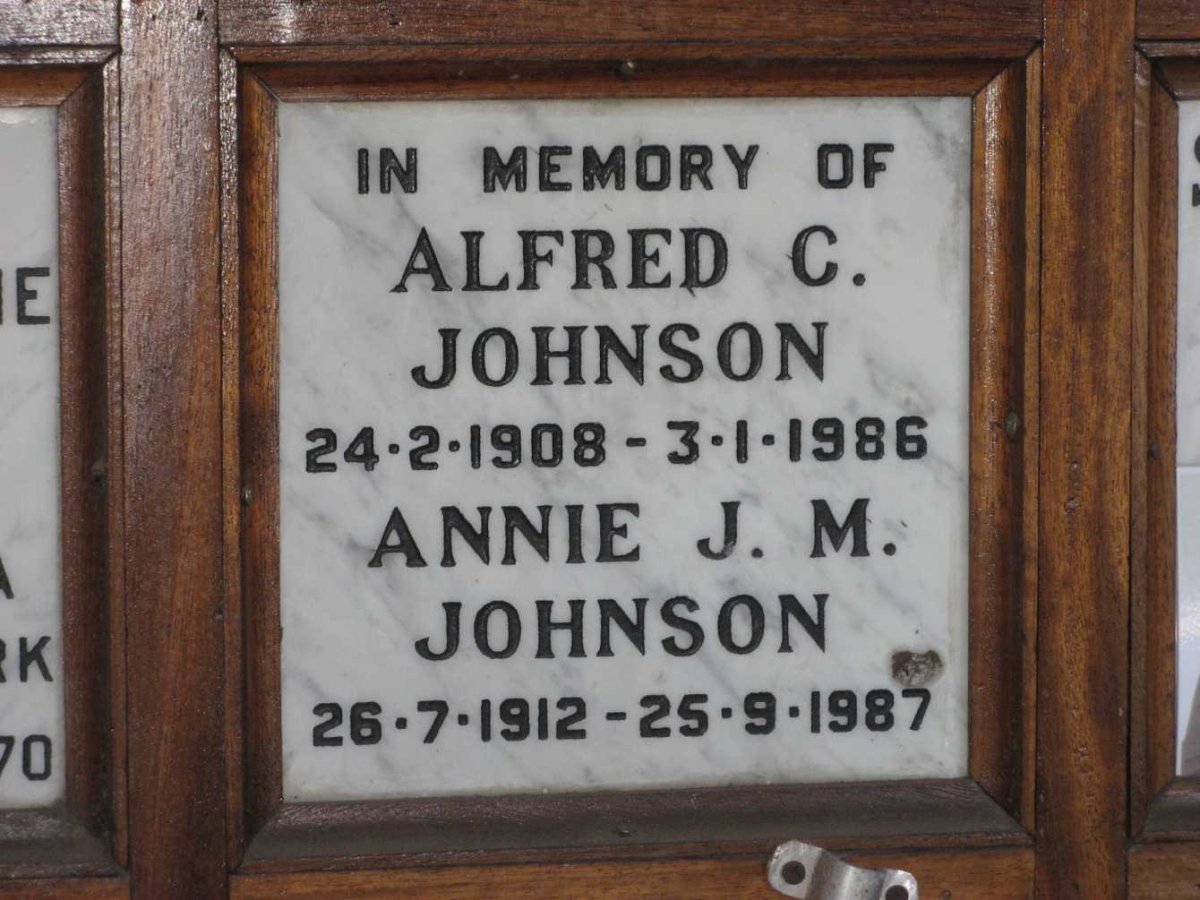 IN MEMORY OF
ALFRED C.
JOHNSON
24·2·1908-3·1·1986
ANNIE J. M.
JOHNSON
26·7·1912-25·9·1987
70